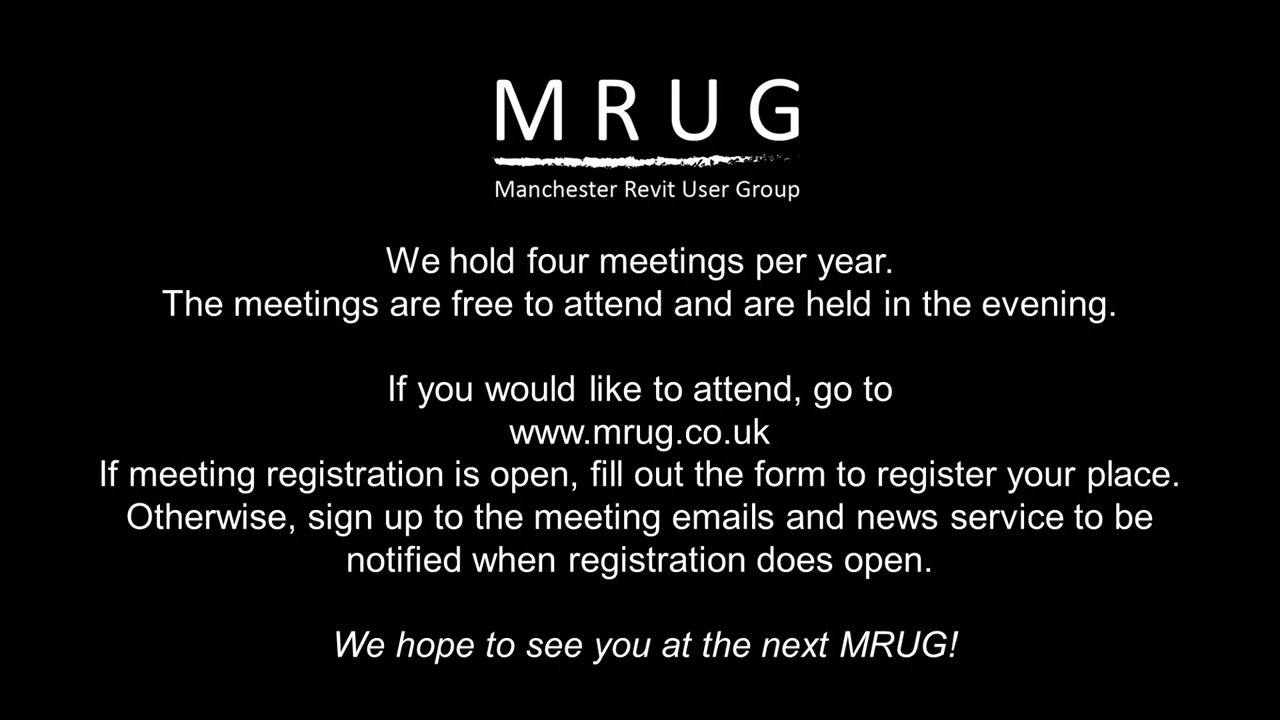 MRUG
Manchester Revit User Group
We hold four meetings per year.
The meetings are free to attend and are held in the evening.
If you would like to attend, go to
www.mrug.co.uk
If meeting registration is open, fill out the form to register your place.
Otherwise, sign up to the meeting emails and news service to be
notified when registration does open.
We hope to see you at the next MRUG!